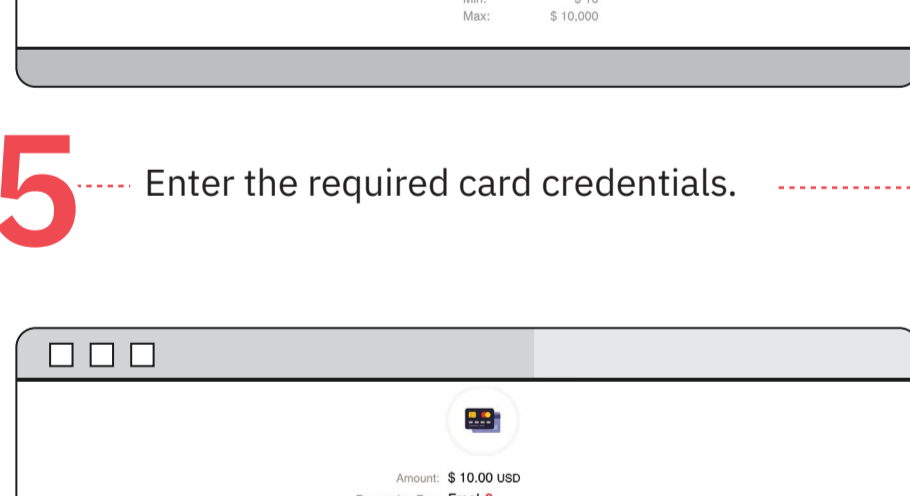 Max: $ 10,000
5
Enter the required card credentials.
Amount: $ 10.00 USD